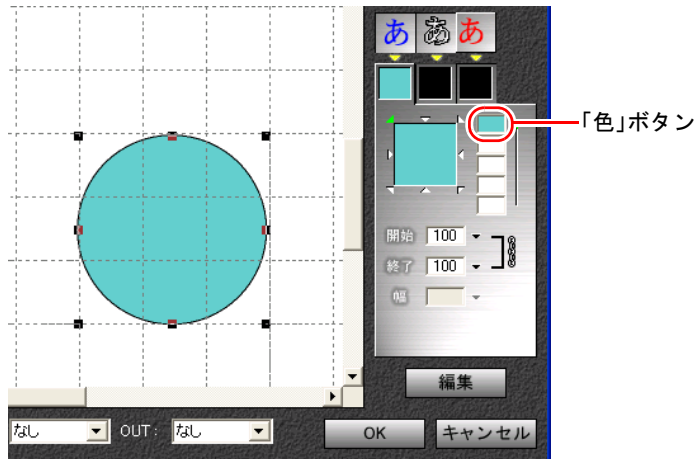 あ あ あ
「色」ボタン
開始 100
終了 100
幅
編集
なし OUT: なし OK キャンセル